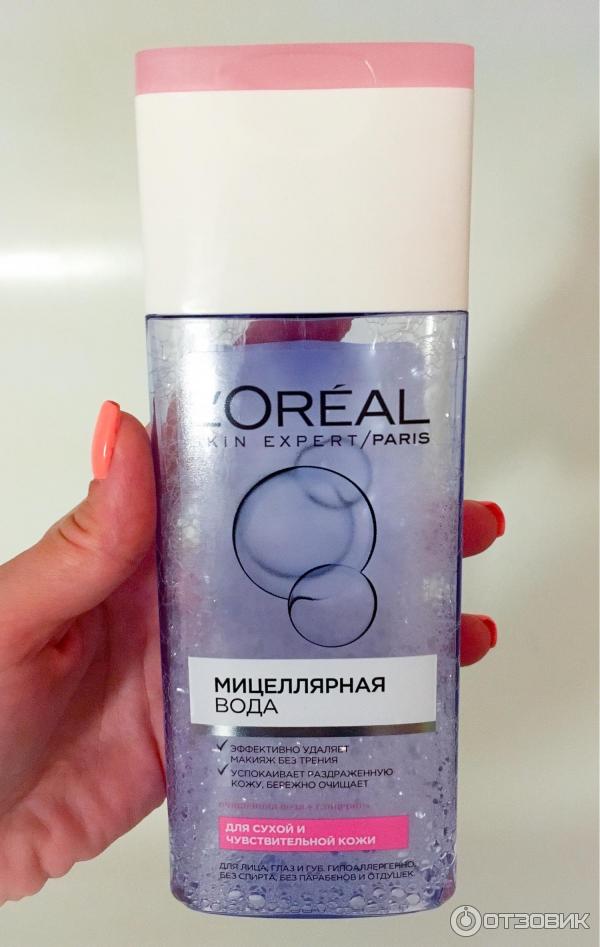 L'ORÉAL
SKIN EXPERT/PARIS
МИЦЕЛЛЯРНАЯ
ВОДА
✓ ЭФФЕКТИВНО УДАЛЯЕТ
МАКИЯЖ БЕЗ ТРЕНИЯ
✓ УСПОКАИВАЕТ РАЗДРАЖЕННУЮ
КОЖУ, БЕРЕЖНО ОЧИЩАЕТ
ДЛЯ СУХОЙ И
ЧУВСТВИТЕЛЬНОЙ КОЖИ
ДЛЯ ЛИЦА, ГЛАЗ И ГУБ. ГИПОАЛЛЕРГЕННО,
БЕЗ СПИРТА, БЕЗ ПАРАБЕНОВ И ОТДУШЕК.
ОТЗОВИК